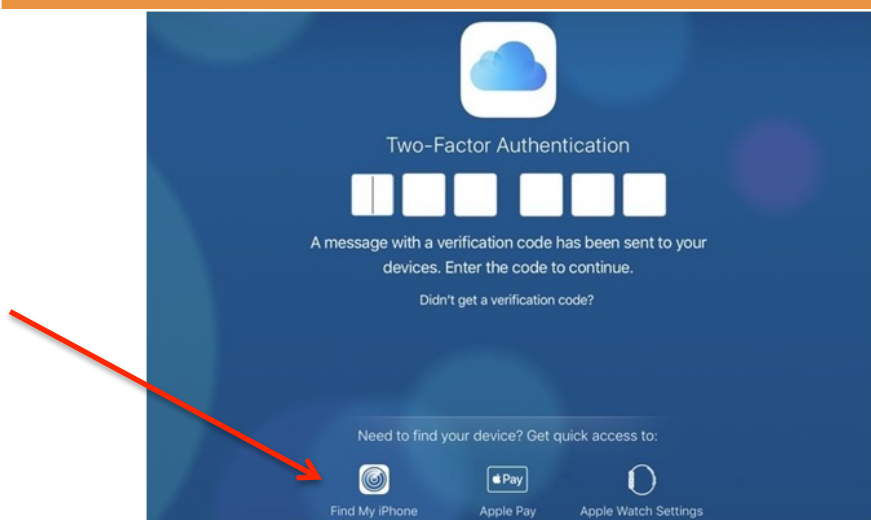 Two-Factor Authentication
A message with a verification code has been sent to your
devices. Enter the code to continue.
Didn't get a verification code?
Need to find your device? Get quick access to:
Pay
Find My iPhone
Apple Pay
Apple Watch Settings